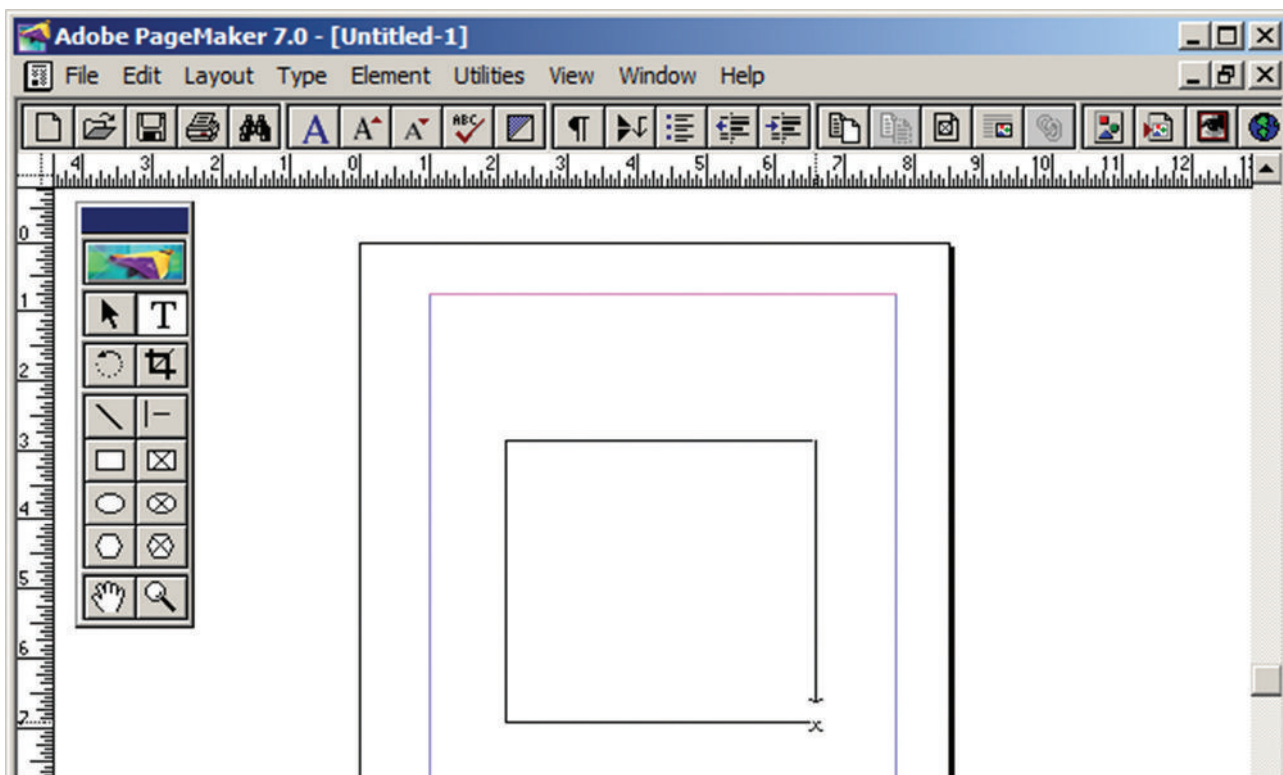 Adobe PageMaker 7.0 - [Untitled-1]
File Edit Layout Type Element Utilities View Window Help
A A A ABC ¶
4 3 2 1 0 1 2 3 4 5 6 7 8 9 10 11 12
0
1
T
2
3
4
5
6
7